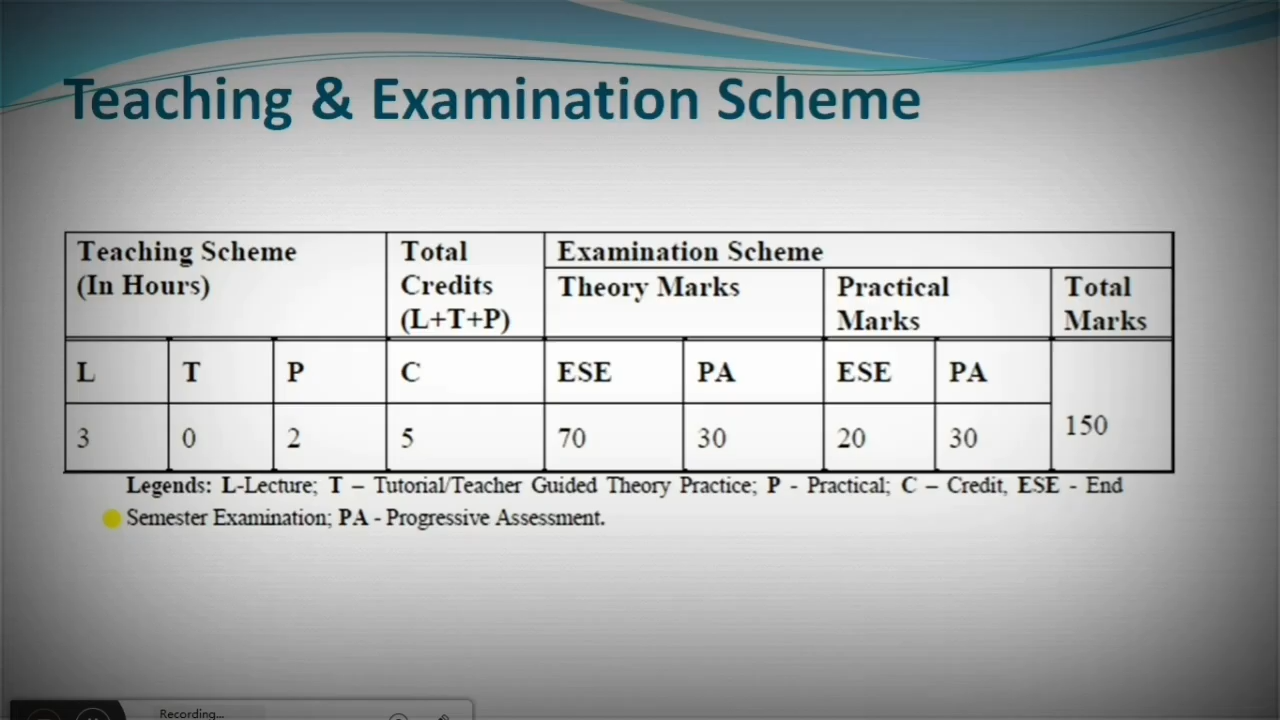 Teaching & Examination Scheme
Teaching Scheme
(In Hours)
Total
Credits
(L+T+P)
Examination Scheme
Theory Marks
Practical
Marks
Total
Marks
L T P C ESE PA ESE PA
3 0 2 5 70 30 20 30 150
Legends: L-Lecture; T – Tutorial/Teacher Guided Theory Practice; P - Practical; C – Credit, ESE - End
Semester Examination; PA - Progressive Assessment.
Recording...